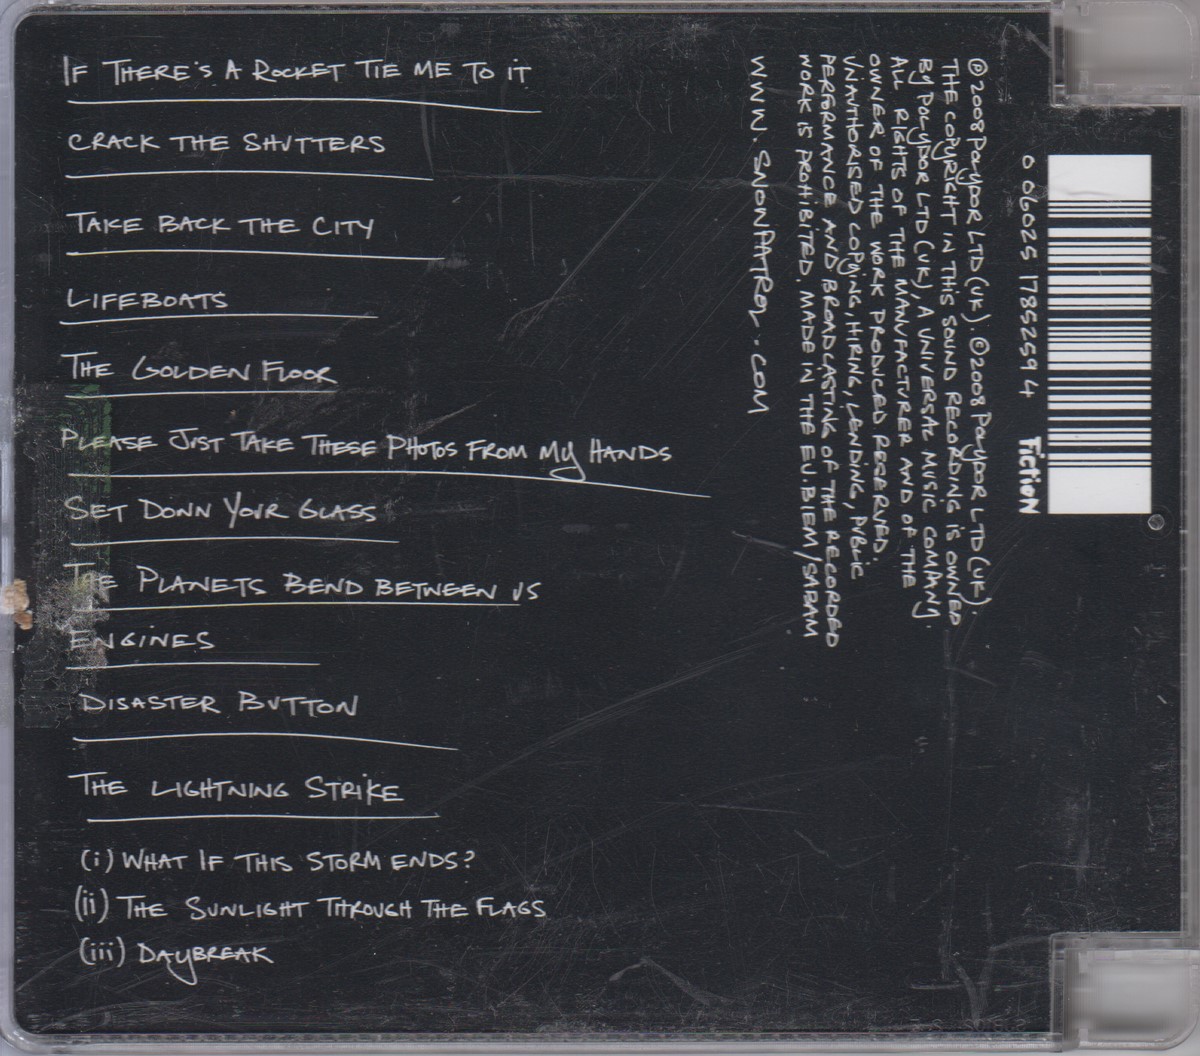 IF THERE'S A ROCKET TIE ME TO IT
CRACK THE SHUTTERS
TAKE BACK THE CITY
LIFEBOATS
THE GOLDEN FLOOR
PLEASE JUST TAKE THESE PHOTOS FROM MY HANDS
SET DOWN YOUR GLASS
THE PLANETS BEND BETWEEN US
ENGINES
DISASTER BUTTON
THE LIGHTNING STRIKE
(i) WHAT IF THIS STORM ENDS?
(ii) THE SUNLIGHT THROUGH THE FLAGS
(iii) DAYBREAK
℗ 2008 POLYDOR LTD (UK). © 2008 POLYDOR LTD (UK).
THE COPYRIGHT IN THIS SOUND RECORDING IS OWNED
BY POLYDOR LTD (UK), A UNIVERSAL MUSIC COMPANY.
ALL RIGHTS OF THE MANUFACTURER AND OF THE
OWNER OF THE WORK PRODUCED RESERVED.
UNAUTHORISED COPYING, HIRING, LENDING, PUBLIC
PERFORMANCE AND BROADCASTING OF THE RECORDED
WORK IS PROHIBITED. MADE IN THE EU. BIEM/SABAM
WWW.SNOWPATROL.COM
0 06025 1785259 4
Fiction